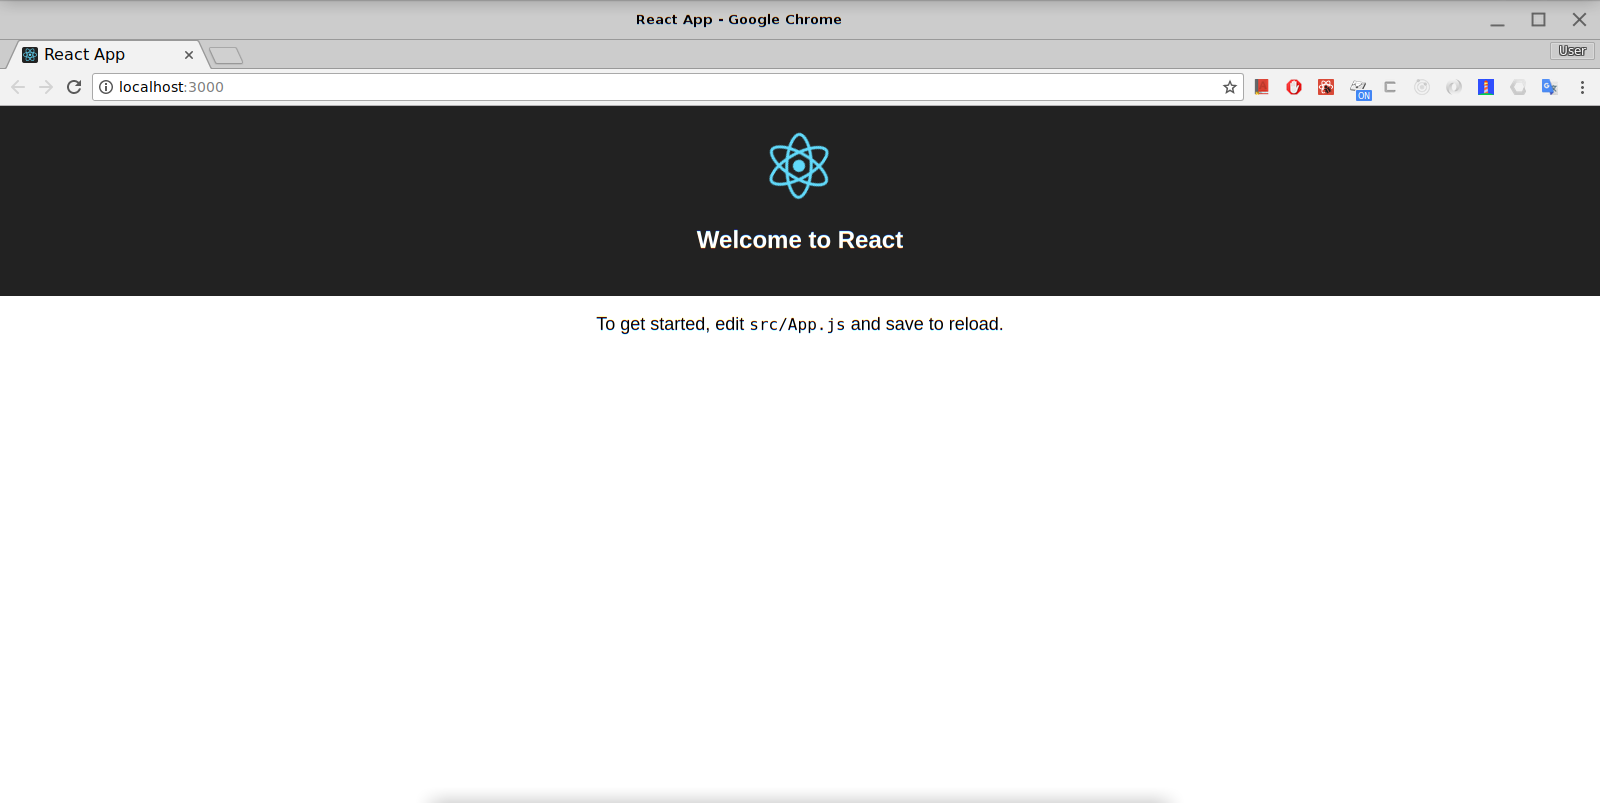 React App - Google Chrome
React App
User
localhost:3000
ON
Welcome to React
To get started, edit src/App.js and save to reload.